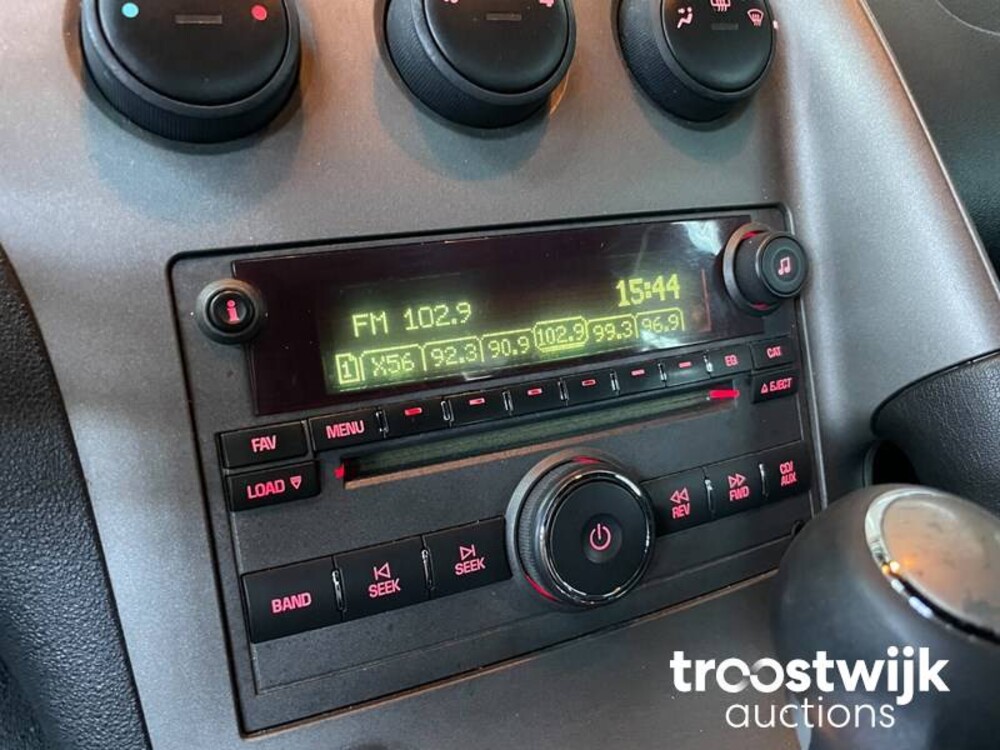 15:44
FM 102.9
1 X56 92.3 90.9 102.9 99.3 96.9
FAV MENU EQ CAT
LOAD EJECT
BAND SEEK SEEK REV FWD CD/AUX
troostwijk
auctions